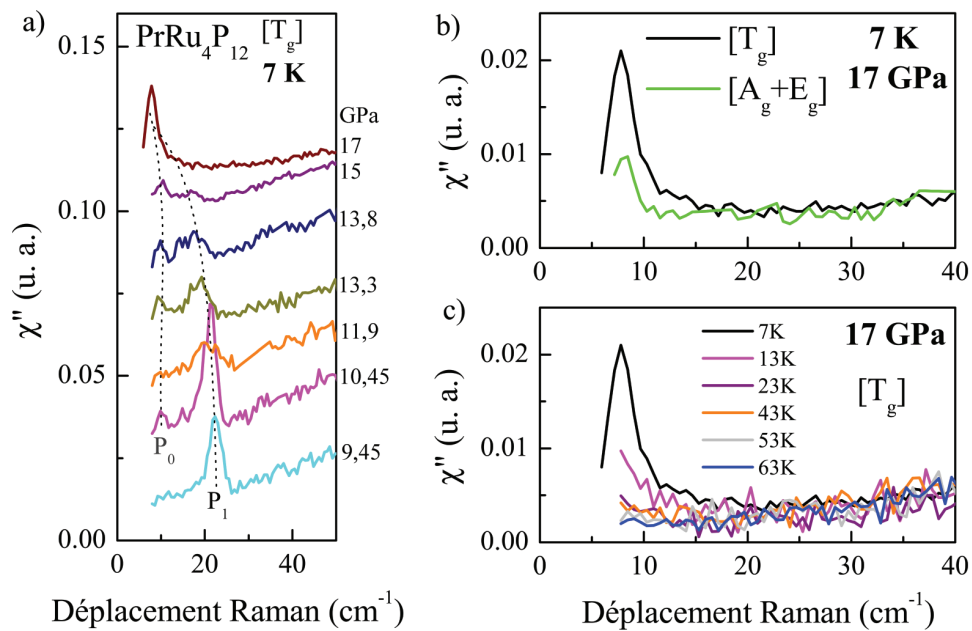 a)
PrRu4P12 [Tg]
7 K
GPa
17
15
13,8
13,3
11,9
10,45
9,45
P0
P1
0.15
0.10
0.05
0.00
0 20 40
χ" (u. a.)
Déplacement Raman (cm-1)
b)
7 K
17 GPa
[Tg]
[Ag+Eg]
0.02
0.01
0.00
0 10 20 30 40
χ" (u. a.)
c)
17 GPa
[Tg]
7K
13K
23K
43K
53K
63K
0.02
0.01
0.00
0 10 20 30 40
χ" (u. a.)
Déplacement Raman (cm-1)